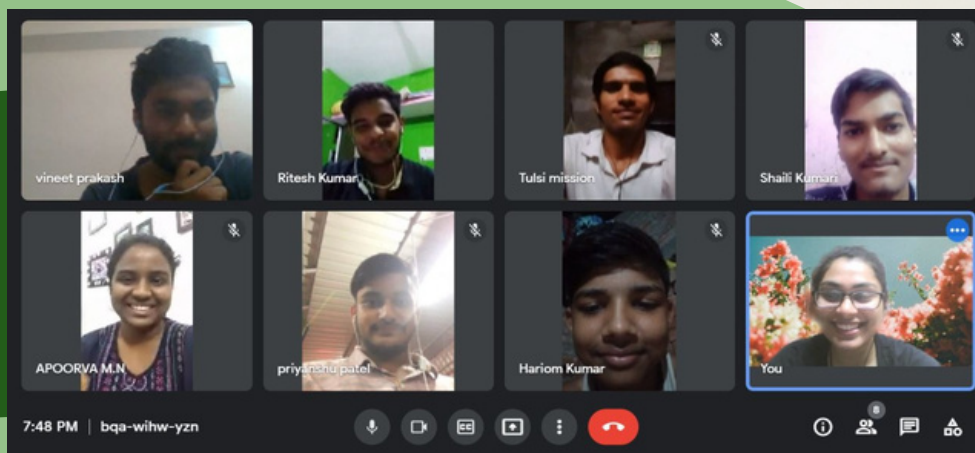 vineet prakash
Ritesh Kumar
Tulsi mission
Shaili Kumari
APOORVA M.N
priyanshu patel
Hariom Kumar
You
8
7:48 PM | bqa-wihw-yzn
CC